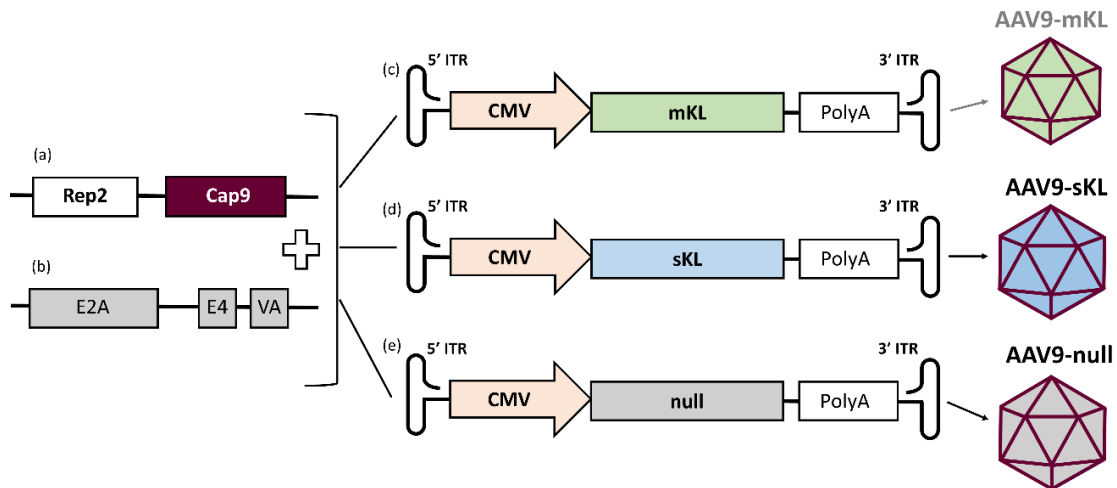 (a)
Rep2 Cap9
(b)
E2A E4 VA
(c) 5' ITR 3' ITR
CMV mKL PolyA
AAV9-mKL
(d) 5' ITR 3' ITR
CMV sKL PolyA
AAV9-sKL
(e) 5' ITR 3' ITR
CMV null PolyA
AAV9-null